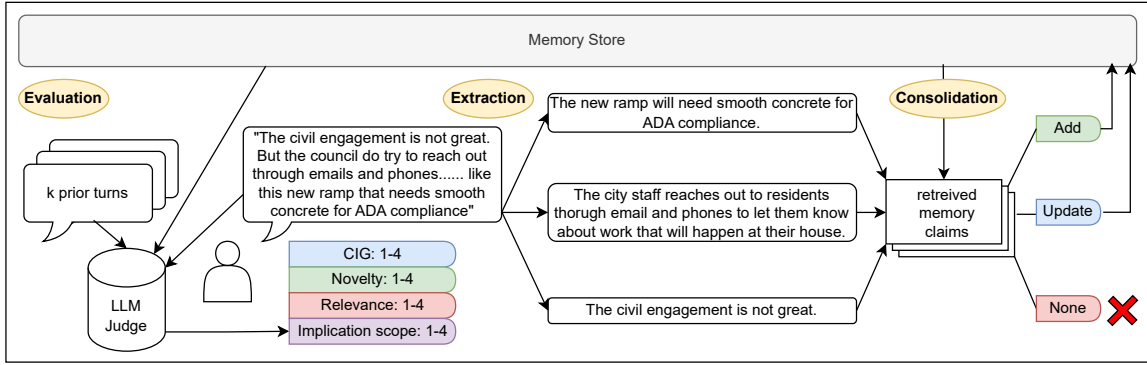 Memory Store
Evaluation
k prior turns
LLM
Judge
"The civil engagement is not great.
But the council do try to reach out
through emails and phones...... like
this new ramp that needs smooth
concrete for ADA compliance"
CIG: 1-4
Novelty: 1-4
Relevance: 1-4
Implication scope: 1-4
Extraction
The new ramp will need smooth concrete for
ADA compliance.
The city staff reaches out to residents
thorugh email and phones to let them know
about work that will happen at their house.
The civil engagement is not great.
Consolidation
retreived
memory
claims
Add
Update
None